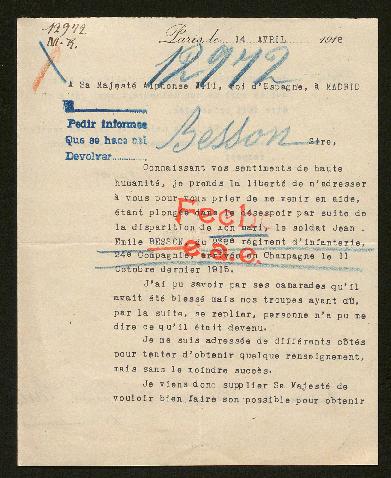 12972
M-R.
Paris le 14 AVRIL 1916
12972
A Sa Majesté Alphonse XIII, roi d'Espagne, à MADRID
Pedir informes
Que se hace así
Devolver
Besson
Sire,
Connaissant vos sentiments de haute
humanité, je prends la liberté de m'adresser
à vous pour vous prier de me venir en aide,
étant plongée dans le désespoir par suite de
la disparition de mon mari, le soldat Jean
Emile BESSON du régiment d'infanterie,
24e Compagnie, en Champagne le 11
Octobre dernier 1915.
Fecha
e.a.c.
J'ai pu savoir par ses camarades qu'il
avait été blessé mais nos troupes ayant dû,
par la suite, se replier, personne n'a pu me
dire ce qu'il était devenu.
Je me suis adressée de différents côtés
pour tenter d'obtenir quelque renseignement,
mais sans le moindre succès.
Je viens donc supplier Sa Majesté de
vouloir bien faire son possible pour obtenir